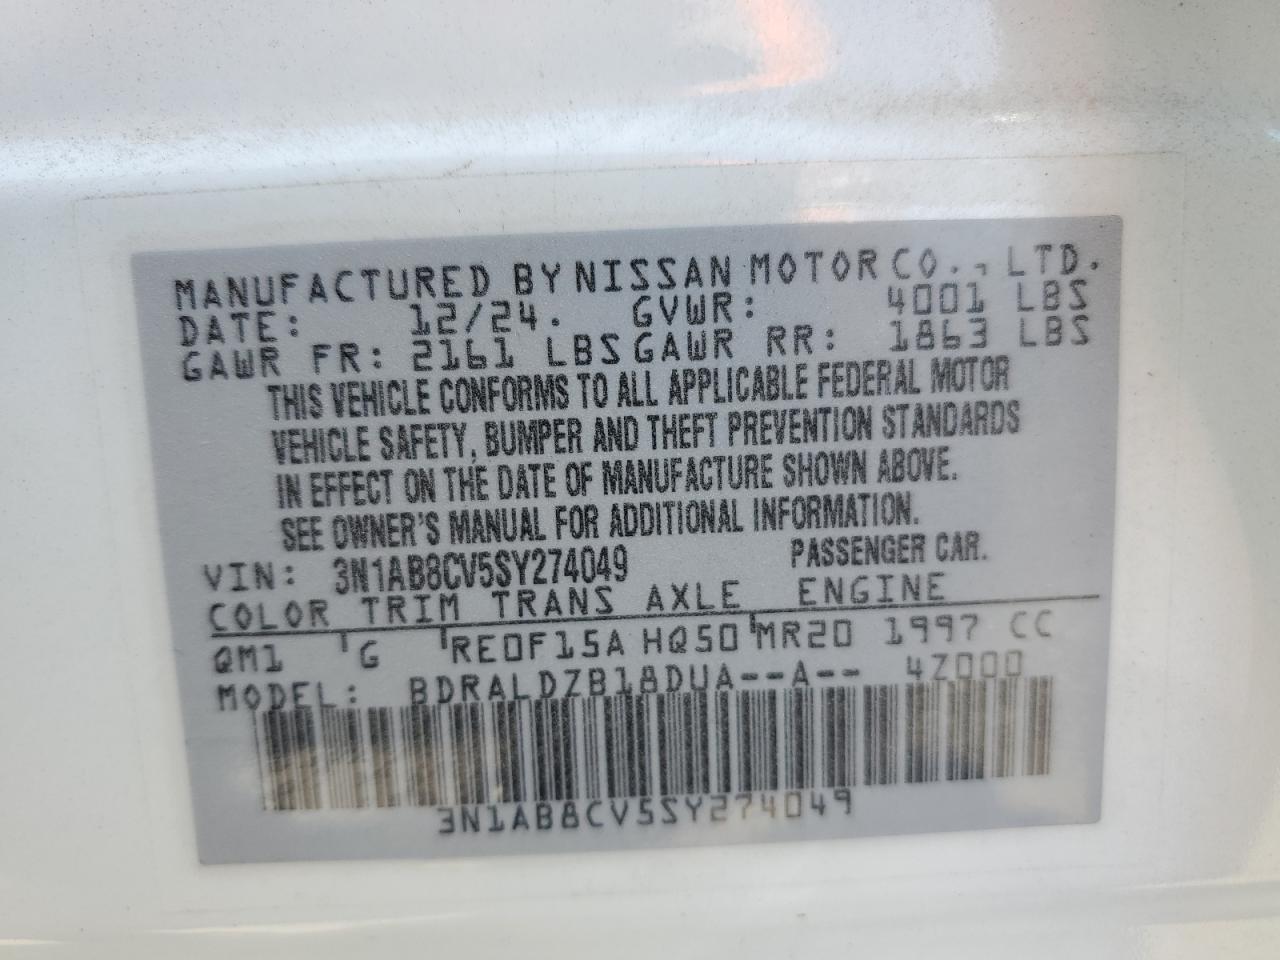 MANUFACTURED BY NISSAN MOTOR CO., LTD.
DATE: 12/24. GVWR: 4001 LBS
GAWR FR: 2161 LBS GAWR RR: 1863 LBS
THIS VEHICLE CONFORMS TO ALL APPLICABLE FEDERAL MOTOR
VEHICLE SAFETY, BUMPER AND THEFT PREVENTION STANDARDS
IN EFFECT ON THE DATE OF MANUFACTURE SHOWN ABOVE.
SEE OWNER'S MANUAL FOR ADDITIONAL INFORMATION.
VIN: 3N1AB8CV5SY274049 PASSENGER CAR.
COLOR TRIM TRANS AXLE ENGINE
QM1 G RE0F15A HQ50 MR20 1997 CC
MODEL: BDRALDZB18DUA--A-- 4Z000
3N1AB8CV5SY274049